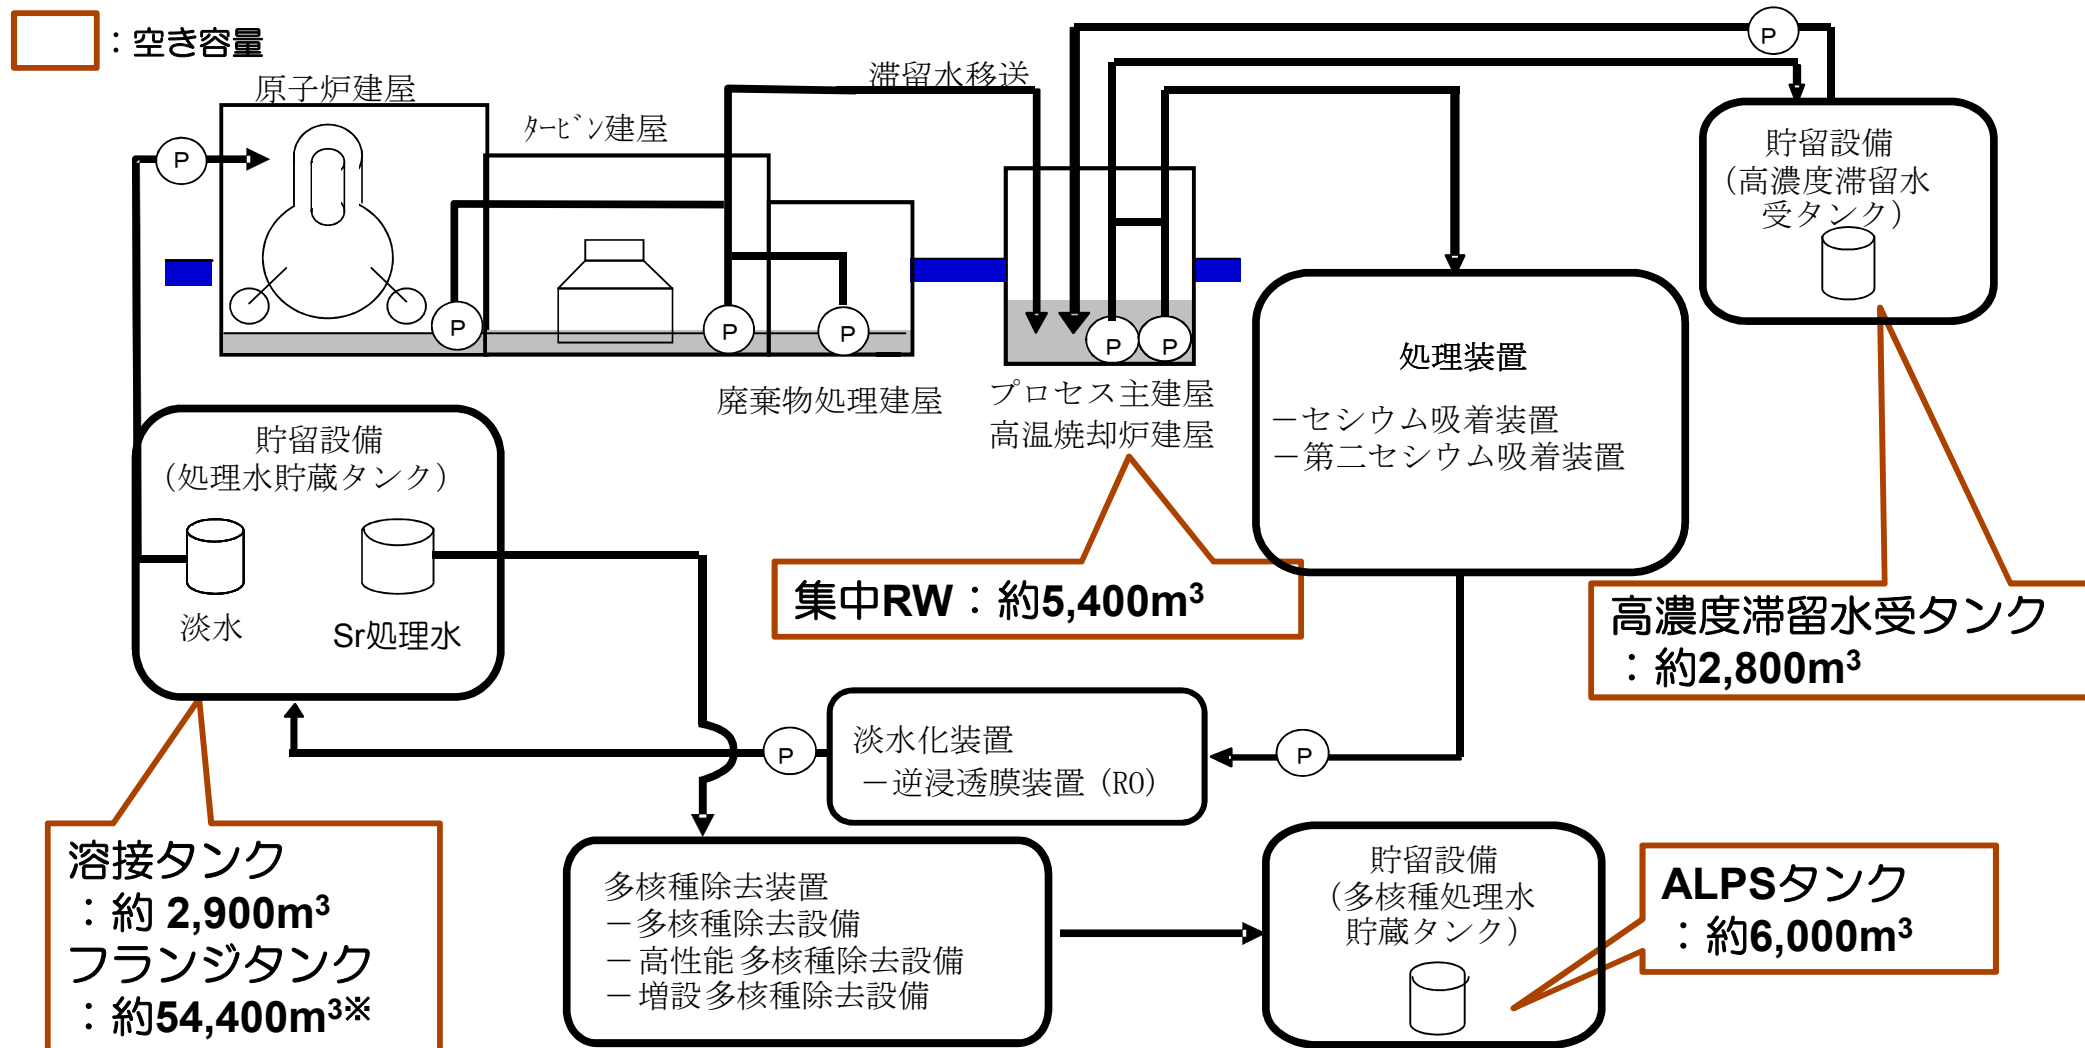 ：空き容量
原子炉建屋
タービン建屋
滞留水移送
P
P
P
P
P
P
P
廃棄物処理建屋
プロセス主建屋
高温焼却炉建屋
貯留設備
（高濃度滞留水
受タンク）
処理装置
－セシウム吸着装置
－第二セシウム吸着装置
貯留設備
（処理水貯蔵タンク）
淡水
Sr処理水
集中RW：約5,400m³
高濃度滞留水受タンク
：約2,800m³
淡水化装置
－逆浸透膜装置（RO）
P
P
溶接タンク
：約 2,900m³
フランジタンク
：約54,400m³※
多核種除去装置
－多核種除去設備
－高性能多核種除去設備
－増設多核種除去設備
貯留設備
（多核種処理水
貯蔵タンク）
ALPSタンク
：約6,000m³